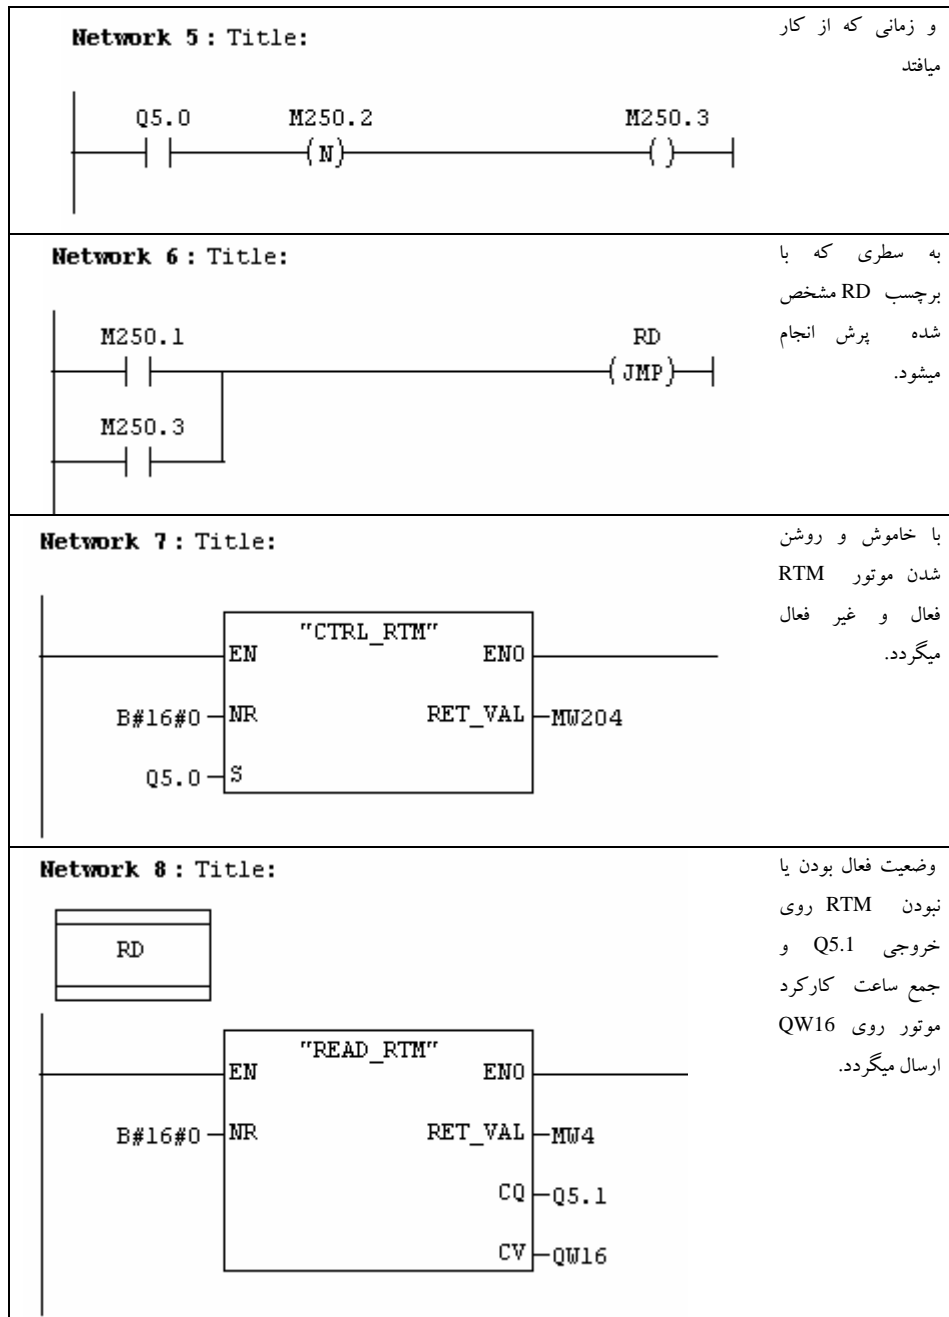 Network 5 : Title:
Q5.0 M250.2 M250.3
( N ) ( )
و زمانی که از کار
میافتد
Network 6 : Title:
M250.1 RD
( JMP )
M250.3
به سطری که با
برچسب RD مشخص
شده پرش انجام
میشود.
Network 7 : Title:
"CTRL_RTM"
EN ENO
B#16#0 NR RET_VAL MW204
Q5.0 S
با خاموش و روشن
شدن موتور RTM
فعال و غیر فعال
میگردد.
Network 8 : Title:
RD
"READ_RTM"
EN ENO
B#16#0 NR RET_VAL MW4
CQ Q5.1
CV QW16
وضعیت فعال بودن یا
نبودن RTM روی
خروجی Q5.1 و
جمع ساعت کارکرد
موتور روی QW16
ارسال میگردد.